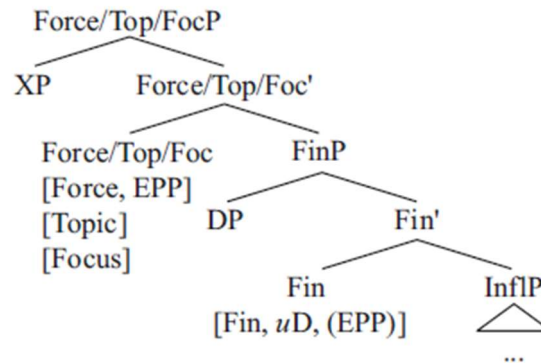 Force/Top/FocP
XP Force/Top/Foc'
Force/Top/Foc FinP
[Force, EPP]
[Topic] DP Fin'
[Focus]
Fin InflP
[Fin, uD, (EPP)]
...